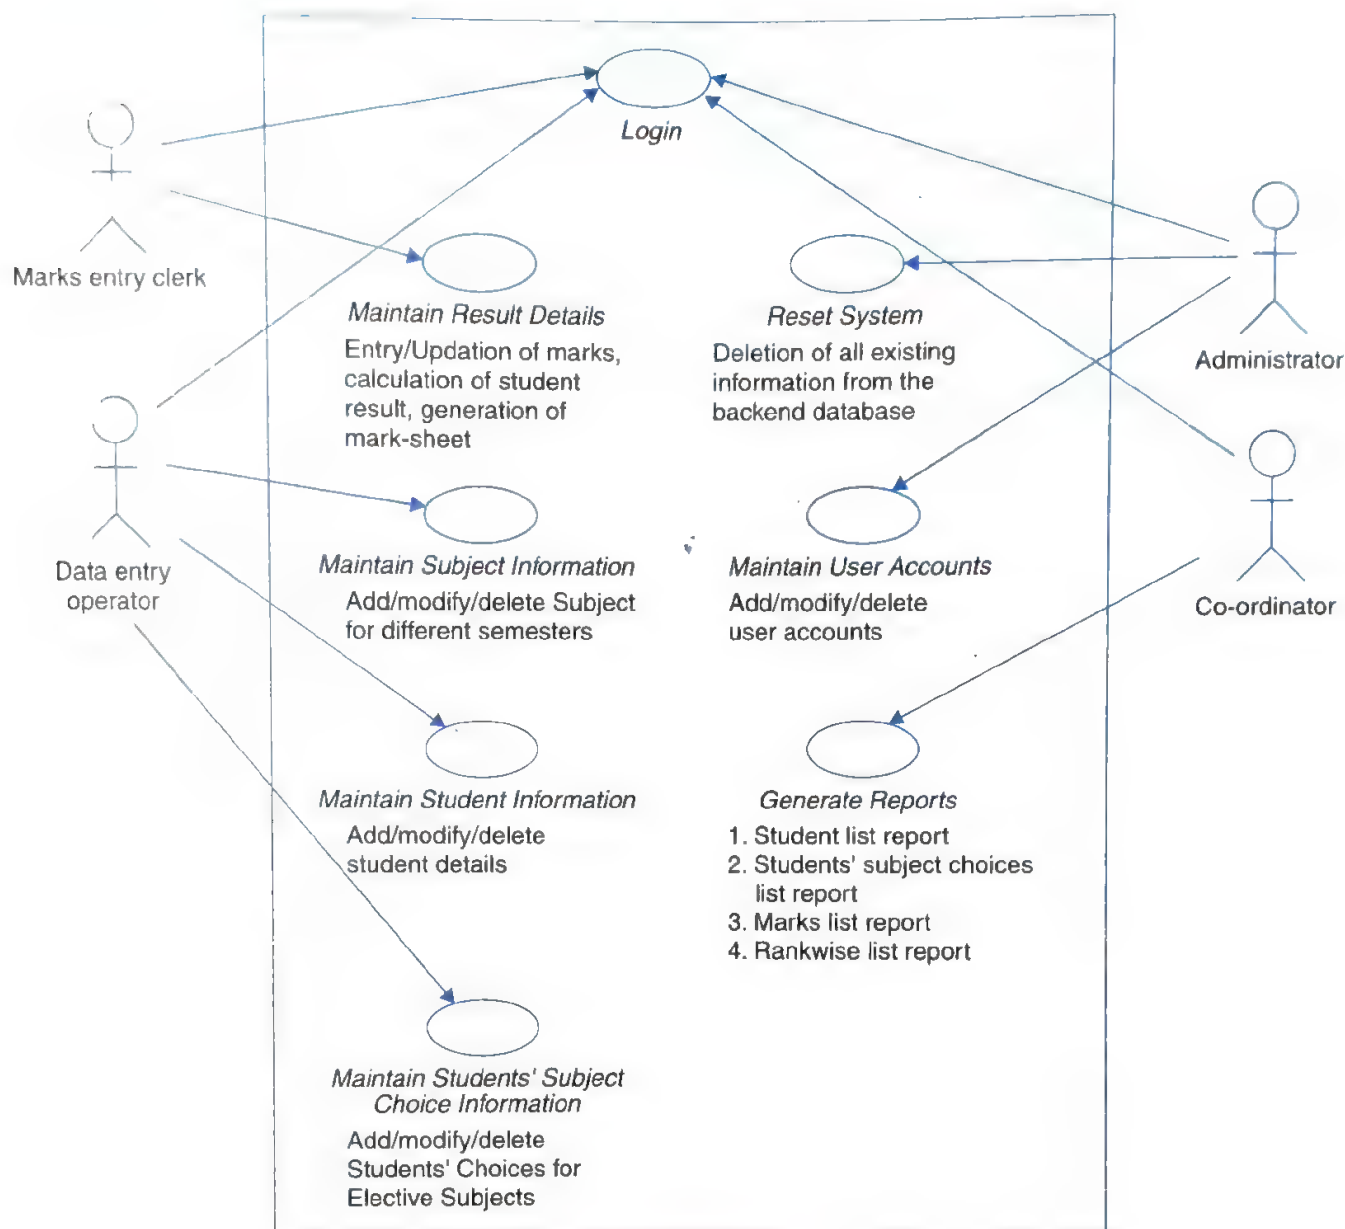 Login
Marks entry clerk
Maintain Result Details
Entry/Updation of marks,
calculation of student
result, generation of
mark-sheet
Reset System
Deletion of all existing
information from the
backend database
Administrator
Data entry
operator
Maintain Subject Information
Add/modify/delete Subject
for different semesters
Maintain User Accounts
Add/modify/delete
user accounts
Co-ordinator
Maintain Student Information
Add/modify/delete
student details
Generate Reports
1. Student list report
2. Students' subject choices
list report
3. Marks list report
4. Rankwise list report
Maintain Students' Subject
Choice Information
Add/modify/delete
Students' Choices for
Elective Subjects